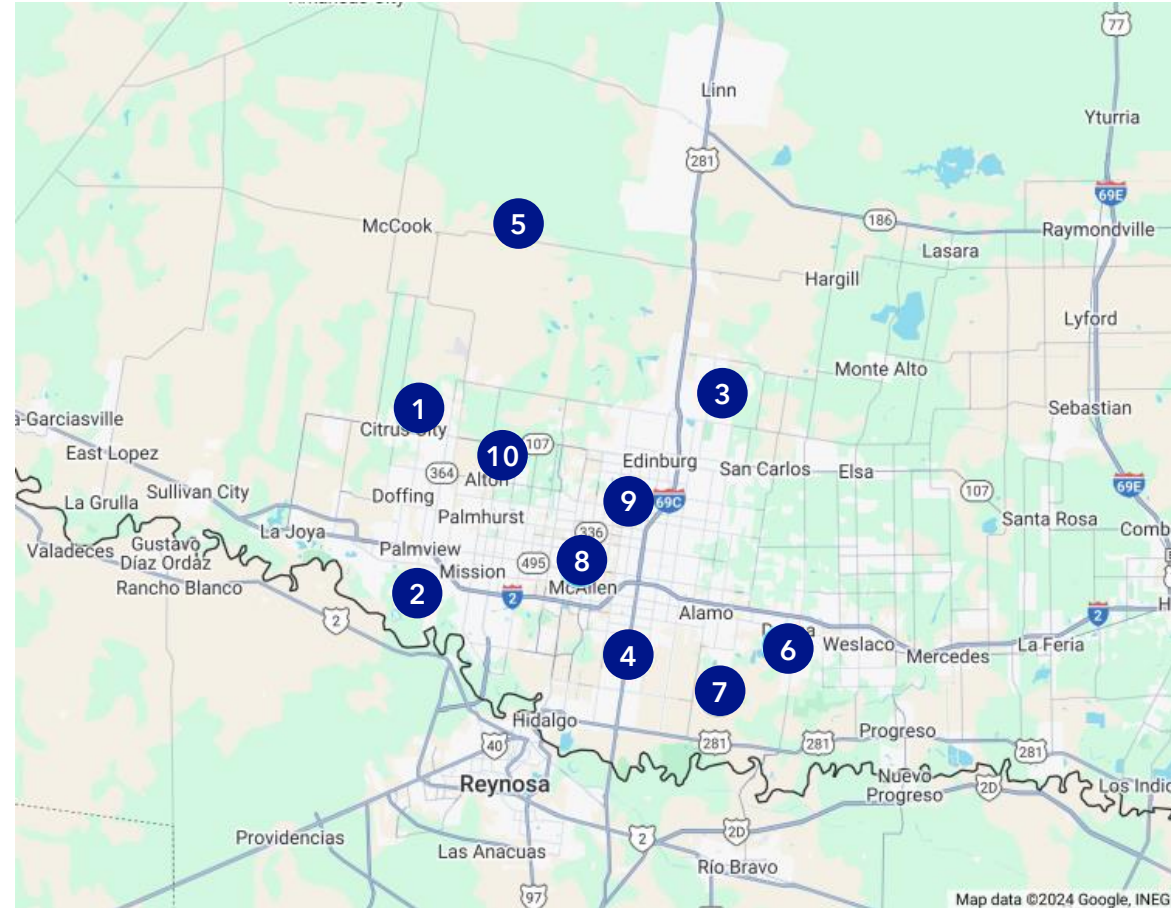 77
Linn
Yturria
281
69E
5
McCook
186
Raymondville
Lasara
Hargill
Lyford
Monte Alto
3
1
Sebastian
a-Garciasville
Citrus City
107
East Lopez
10
Edinburg
San Carlos
Elsa
364
Alton
69E
Sullivan City
Doffing
9
69C
107
La Grulla
Palmhurst
Santa Rosa
La Joya
336
Comb
Valadeces
Gustavo
Díaz Ordaz
Palmview
8
495
Mission
Rancho Blanco
McAllen
2
2
2
Alamo
2
H
6
Weslaco
La Feria
4
Mercedes
7
Hidalgo
Progreso
40
281
281
281
Reynosa
Nuevo
Progreso
2D
Los Indic
2D
Providencias
2
Las Anacuas
Río Bravo
97
Map data ©2024 Google, INEG